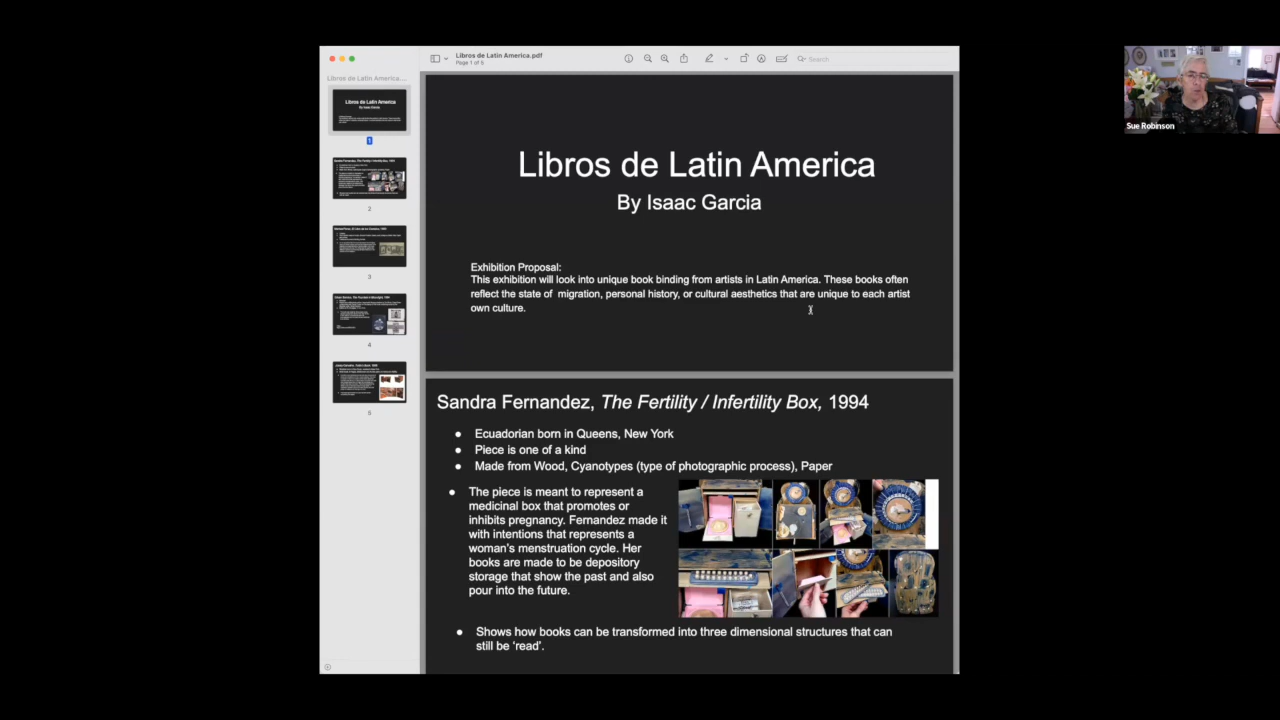 Libros de Latin America.pdf
Page 1 of 5
Search
Libros de Latin America....
Libros de Latin America
By Isaac Garcia
1
2
3
4
5
Libros de Latin America
By Isaac Garcia
Exhibition Proposal:
This exhibition will look into unique book binding from artists in Latin America. These books often
reflect the state of migration, personal history, or cultural aesthetics that are unique to each artist
own culture.
Sandra Fernandez, The Fertility / Infertility Box, 1994
● Ecuadorian born in Queens, New York
● Piece is one of a kind
● Made from Wood, Cyanotypes (type of photographic process), Paper
● The piece is meant to represent a
medicinal box that promotes or
inhibits pregnancy. Fernandez made it
with intentions that represents a
woman's menstruation cycle. Her
books are made to be depository
storage that show the past and also
pour into the future.
● Shows how books can be transformed into three dimensional structures that can
still be 'read'.
Sue Robinson